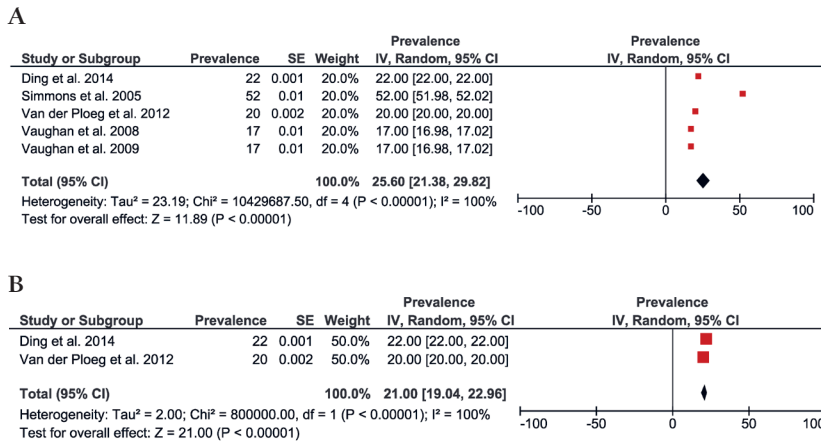 A
Prevalence Prevalence
Study or Subgroup Prevalence SE Weight IV, Random, 95% CI IV, Random, 95% CI
Ding et al. 2014 22 0.001 20.0% 22.00 [22.00, 22.00]
Simmons et al. 2005 52 0.01 20.0% 52.00 [51.98, 52.02]
Van der Ploeg et al. 2012 20 0.002 20.0% 20.00 [20.00, 20.00]
Vaughan et al. 2008 17 0.01 20.0% 17.00 [16.98, 17.02]
Vaughan et al. 2009 17 0.01 20.0% 17.00 [16.98, 17.02]
Total (95% CI) 100.0% 25.60 [21.38, 29.82]
Heterogeneity: Tau² = 23.19; Chi² = 10429687.50, df = 4 (P < 0.00001); I² = 100%
Test for overall effect: Z = 11.89 (P < 0.00001)
-100 -50 0 50 100
B
Prevalence Prevalence
Study or Subgroup Prevalence SE Weight IV, Random, 95% CI IV, Random, 95% CI
Ding et al. 2014 22 0.001 50.0% 22.00 [22.00, 22.00]
Van der Ploeg et al. 2012 20 0.002 50.0% 20.00 [20.00, 20.00]
Total (95% CI) 100.0% 21.00 [19.04, 22.96]
Heterogeneity: Tau² = 2.00; Chi² = 800000.00, df = 1 (P < 0.00001); I² = 100%
Test for overall effect: Z = 21.00 (P < 0.00001)
-100 -50 0 50 100